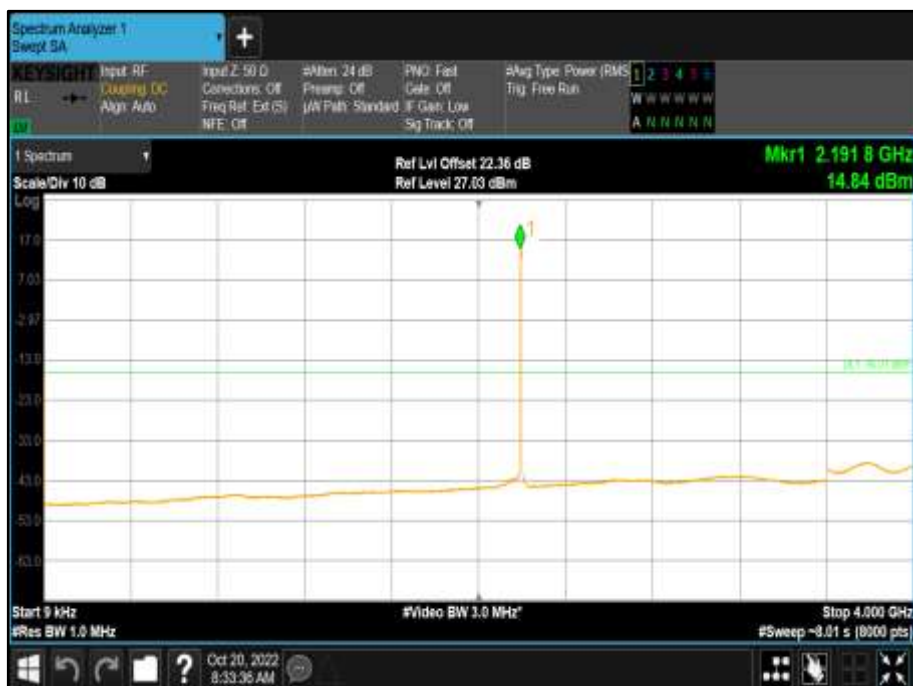 Spectrum Analyzer 1
Swept SA
+
KEYSIGHT
RL
Input: RF
Coupling: DC
Align: Auto
Input Z: 50 Ω
Corrections: Off
Freq Ref: Ext (S)
NFE: Off
#Atten: 24 dB
Preamp: Off
µW Path: Standard
PNO: Fast
Gate: Off
IF Gain: Low
Sig Track: Off
#Avg Type: Power (RMS
Trig: Free Run
1 2 3 4 5 6
W W W W W W
A N N N N N
1 Spectrum
Scale/Div 10 dB
Ref Lvl Offset 22.36 dB
Ref Level 27.03 dBm
Mkr1 2.191 8 GHz
14.84 dBm
Log
17.0
7.03
-2.97
-13.0
-23.0
-33.0
-43.0
-53.0
-63.0
1
Start 9 kHz
#Res BW 1.0 MHz
#Video BW 3.0 MHz*
Stop 4.000 GHz
#Sweep ~8.01 s (8000 pts)
?
Oct 20, 2022
8:33:36 AM